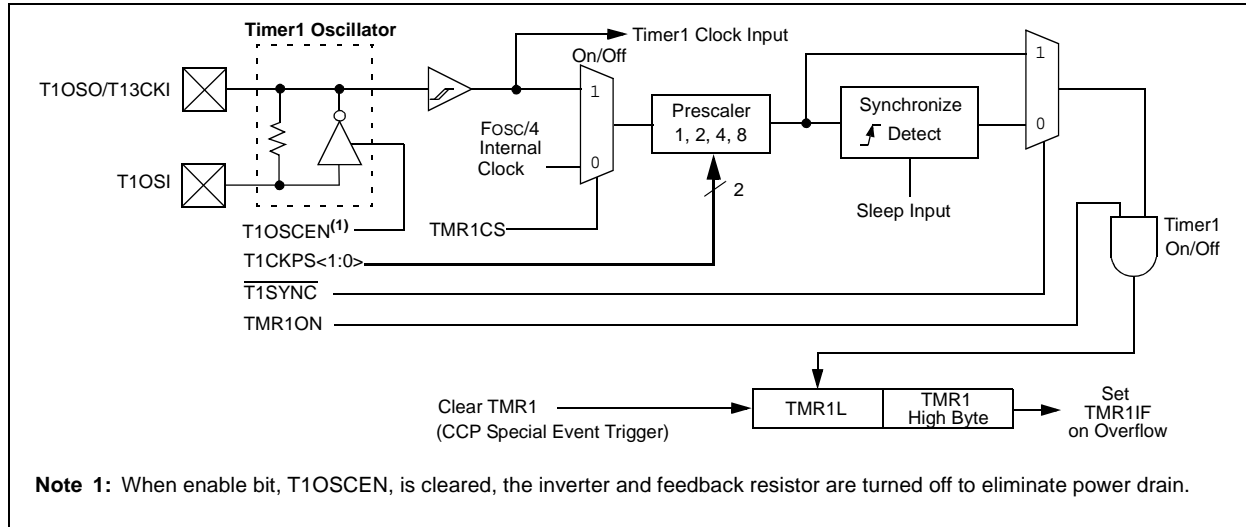 Timer1 Oscillator
Timer1 Clock Input
On/Off
T1OSO/T13CKI
1
1
Prescaler
1, 2, 4, 8
Synchronize
Detect
FOSC/4
Internal
Clock
0
0
T1OSI
2
Sleep Input
T1OSCEN(1)
TMR1CS
Timer1
On/Off
T1CKPS<1:0>
T1SYNC
TMR1ON
Clear TMR1
(CCP Special Event Trigger)
TMR1L
TMR1
High Byte
Set
TMR1IF
on Overflow
Note 1: When enable bit, T1OSCEN, is cleared, the inverter and feedback resistor are turned off to eliminate power drain.